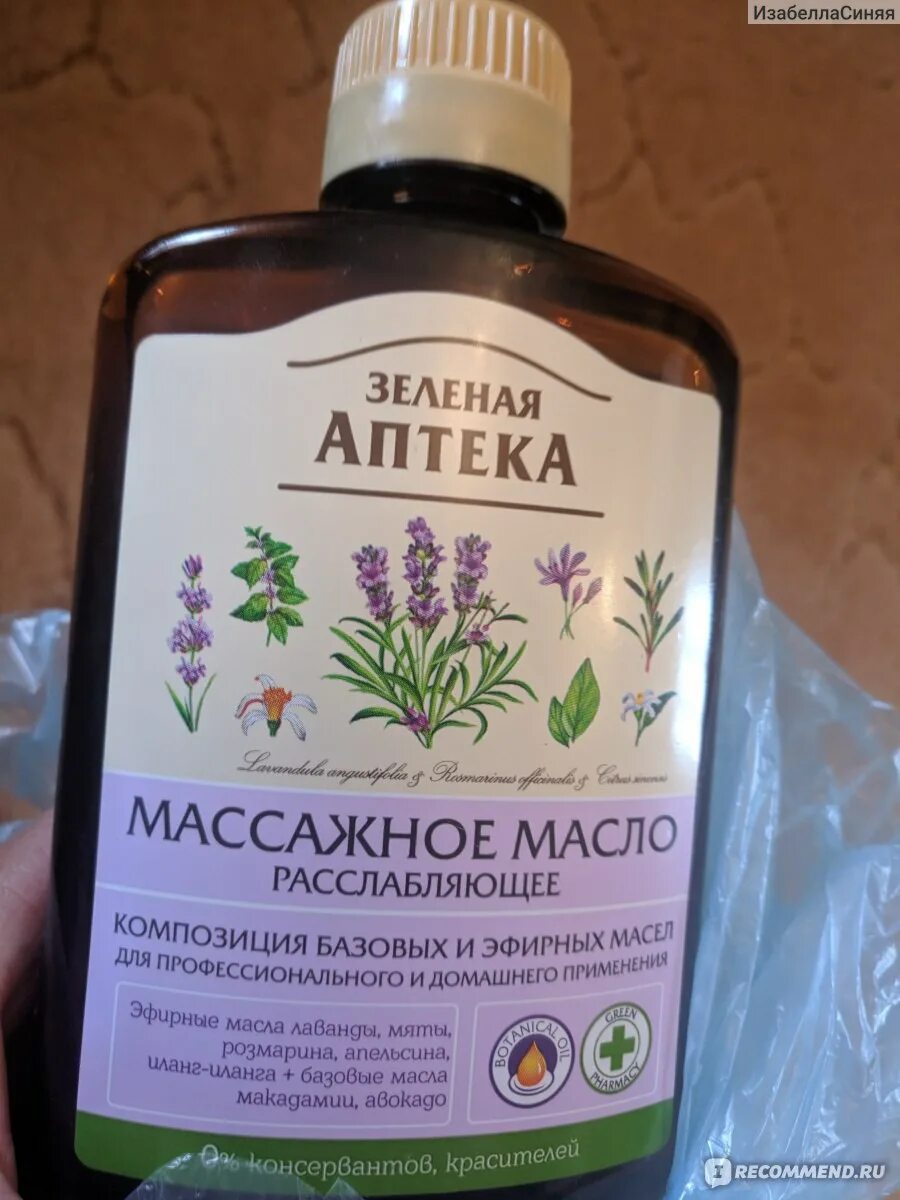 ИзабеллаСиняя
ЗЕЛЕНАЯ
АПТЕКА
Lavandula angustifolia & Rosmarinus officinalis & Citrus sinensis
МАССАЖНОЕ МАСЛО
РАССЛАБЛЯЮЩЕЕ
КОМПОЗИЦИЯ БАЗОВЫХ И ЭФИРНЫХ МАСЕЛ
ДЛЯ ПРОФЕССИОНАЛЬНОГО И ДОМАШНЕГО ПРИМЕНЕНИЯ
Эфирные масла лаванды, мяты,
розмарина, апельсина,
иланг-иланга + базовые масла
макадамии, авокадо
BOTANICAL OIL
GREEN
PHARMACY
0% консервантов, красителей
IRECOMMEND.RU